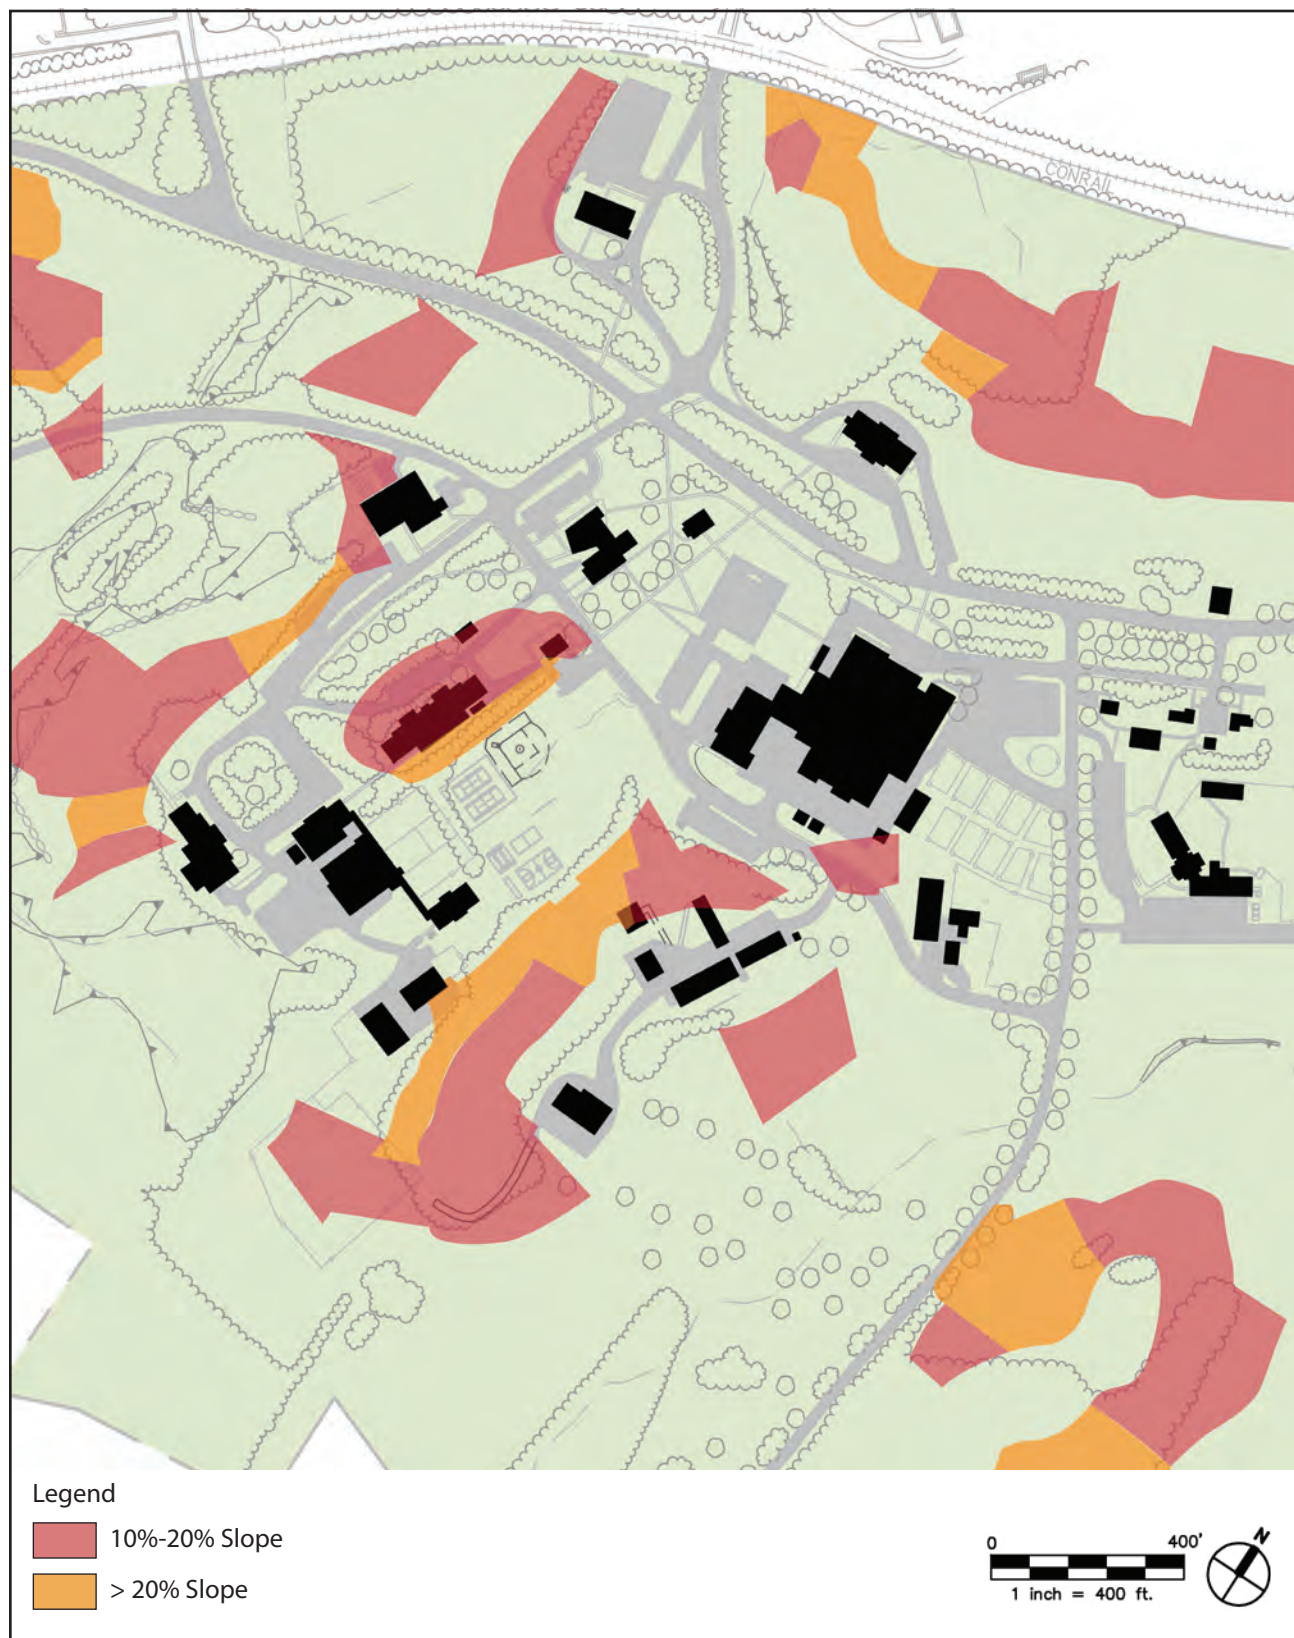 CONRAIL
Legend
10%-20% Slope
> 20% Slope
0 400'
1 inch = 400 ft.
N